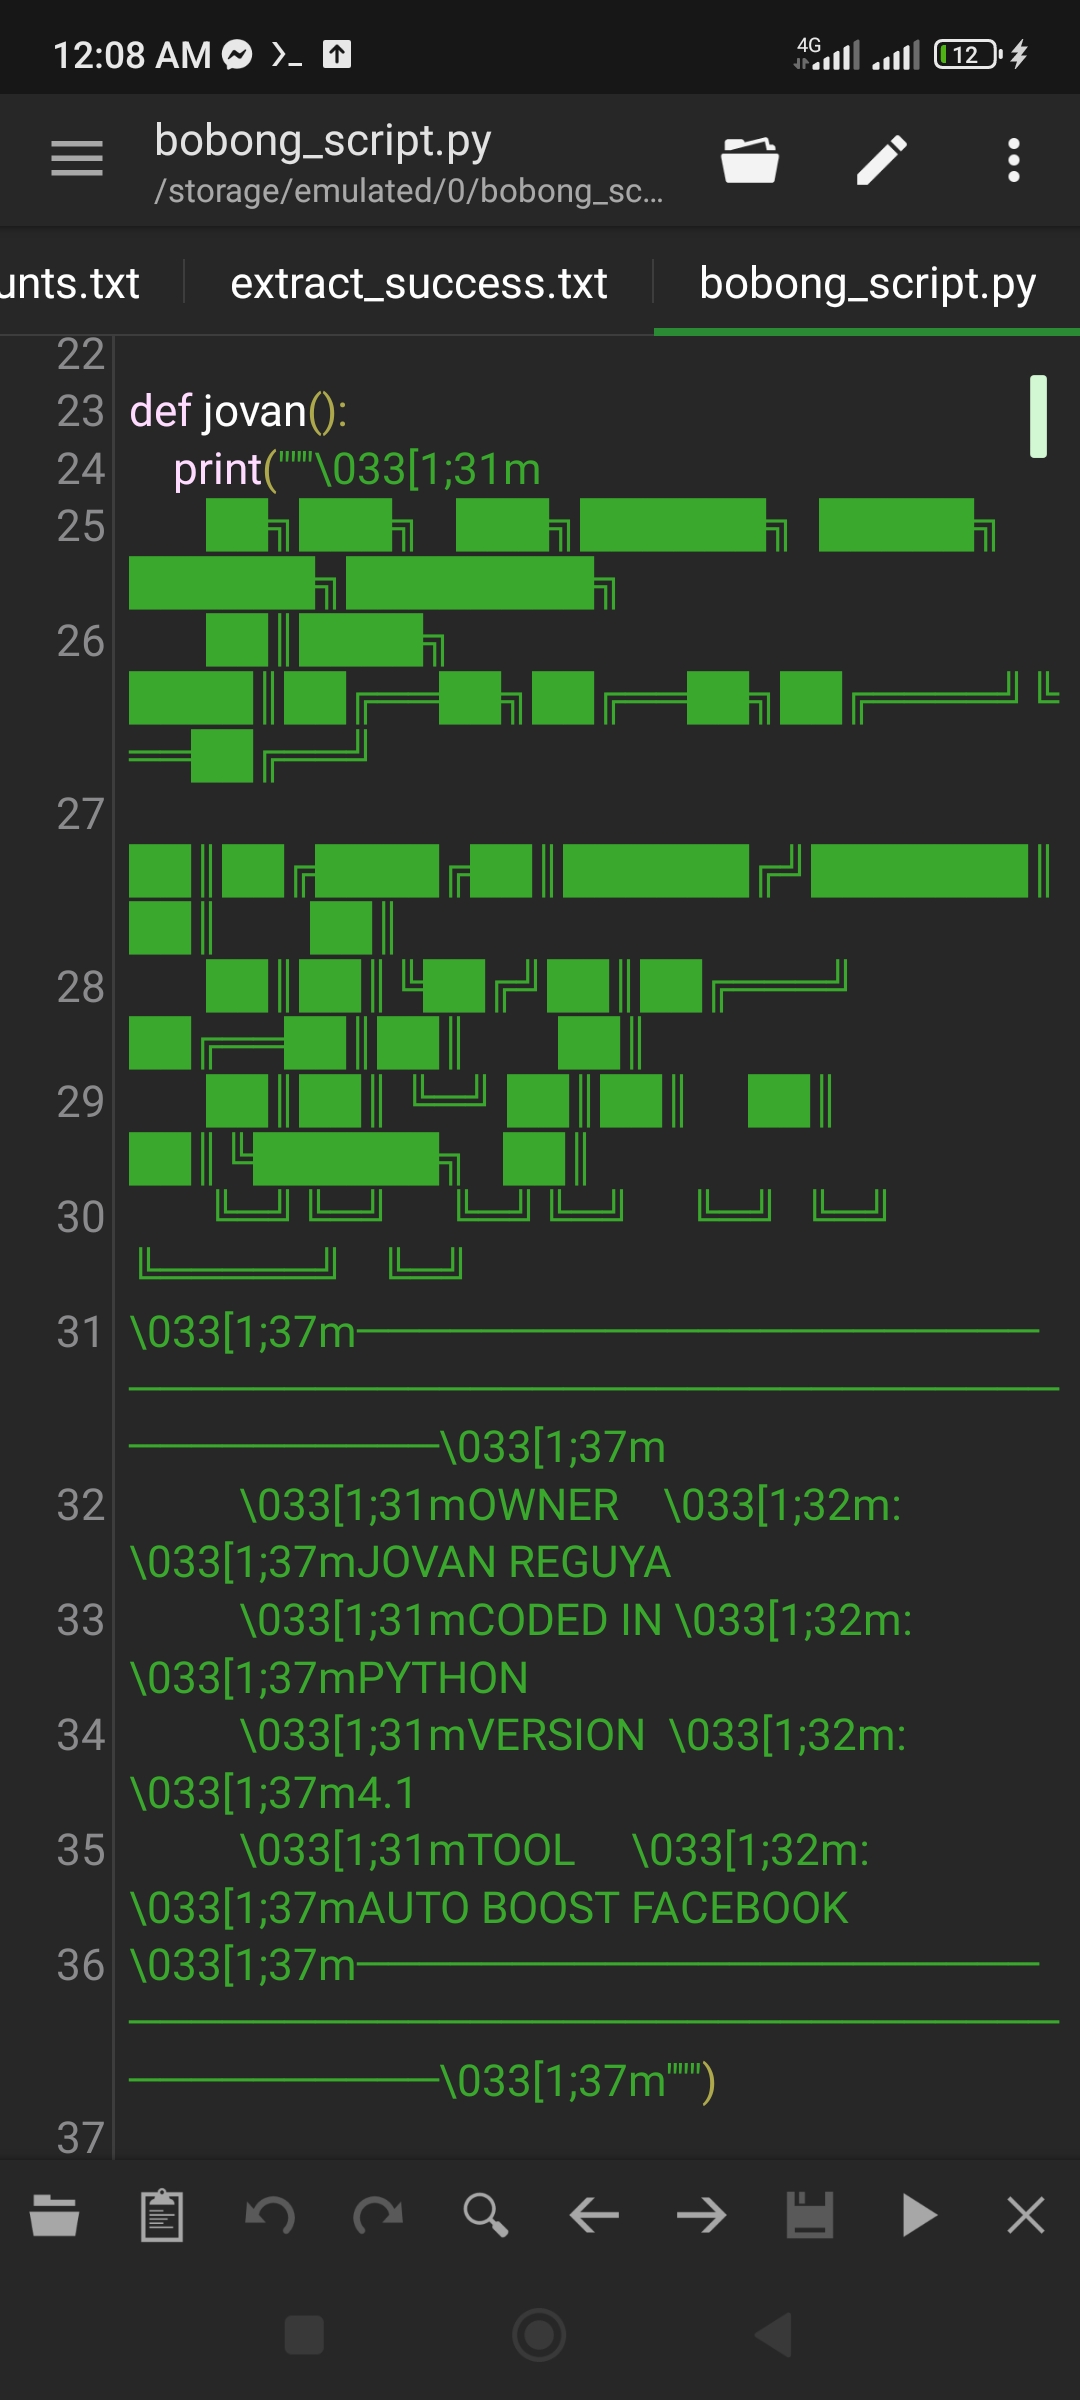 12:08 AM
4G
12
bobong_script.py
/storage/emulated/0/bobong_sc...
unts.txt
extract_success.txt
bobong_script.py
22
23 def jovan():
24     print("""\033[1;31m
25      ██╗███╗   ███╗██████╗  █████╗
██████╗████████╗
26      ██║████╗
████║██╔══██╗██╔══██╗██╔════╝╚
══██╔══╝
27
██║██╔████╔██║██████╔╝███████║
██║     ██║
28      ██║██║╚██╔╝██║██╔═══╝
██╔══██║██║     ██║
29      ██║██║ ╚═╝ ██║██║    ██║
██║╚██████╗  ██║
30      ╚═╝╚═╝    ╚═╝╚═╝    ╚═╝  ╚═╝
╚═════╝   ╚═╝
31 \033[1;37m──────────────────────
──────────────────────────────
──────────\033[1;37m
32      \033[1;31mOWNER    \033[1;32m:
\033[1;37mJOVAN REGUYA
33      \033[1;31mCODED IN \033[1;32m:
\033[1;37mPYTHON
34      \033[1;31mVERSION  \033[1;32m:
\033[1;37m4.1
35      \033[1;31mTOOL     \033[1;32m:
\033[1;37mAUTO BOOST FACEBOOK
36 \033[1;37m──────────────────────
──────────────────────────────
──────────\033[1;37m""")
37